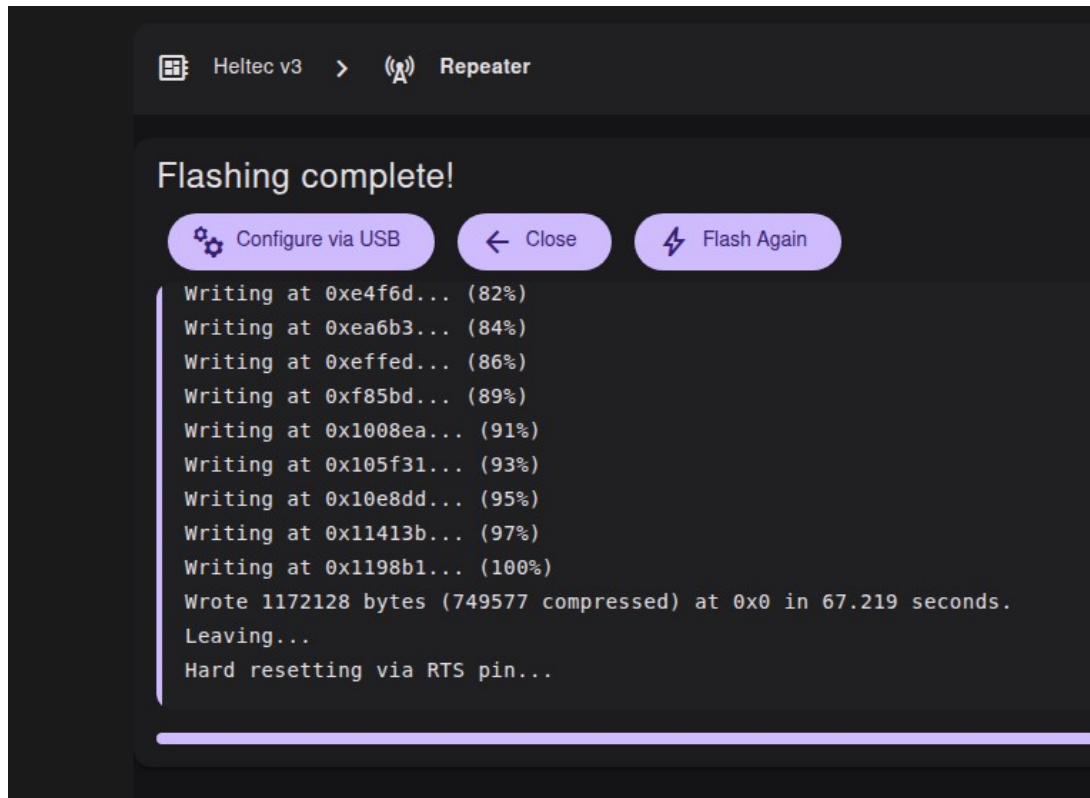 Heltec v3 > Repeater
Flashing complete!
Configure via USB Close Flash Again
Writing at 0xe4f6d... (82%)
Writing at 0xea6b3... (84%)
Writing at 0xeffed... (86%)
Writing at 0xf85bd... (89%)
Writing at 0x1008ea... (91%)
Writing at 0x105f31... (93%)
Writing at 0x10e8dd... (95%)
Writing at 0x11413b... (97%)
Writing at 0x1198b1... (100%)
Wrote 1172128 bytes (749577 compressed) at 0x0 in 67.219 seconds.
Leaving...
Hard resetting via RTS pin...